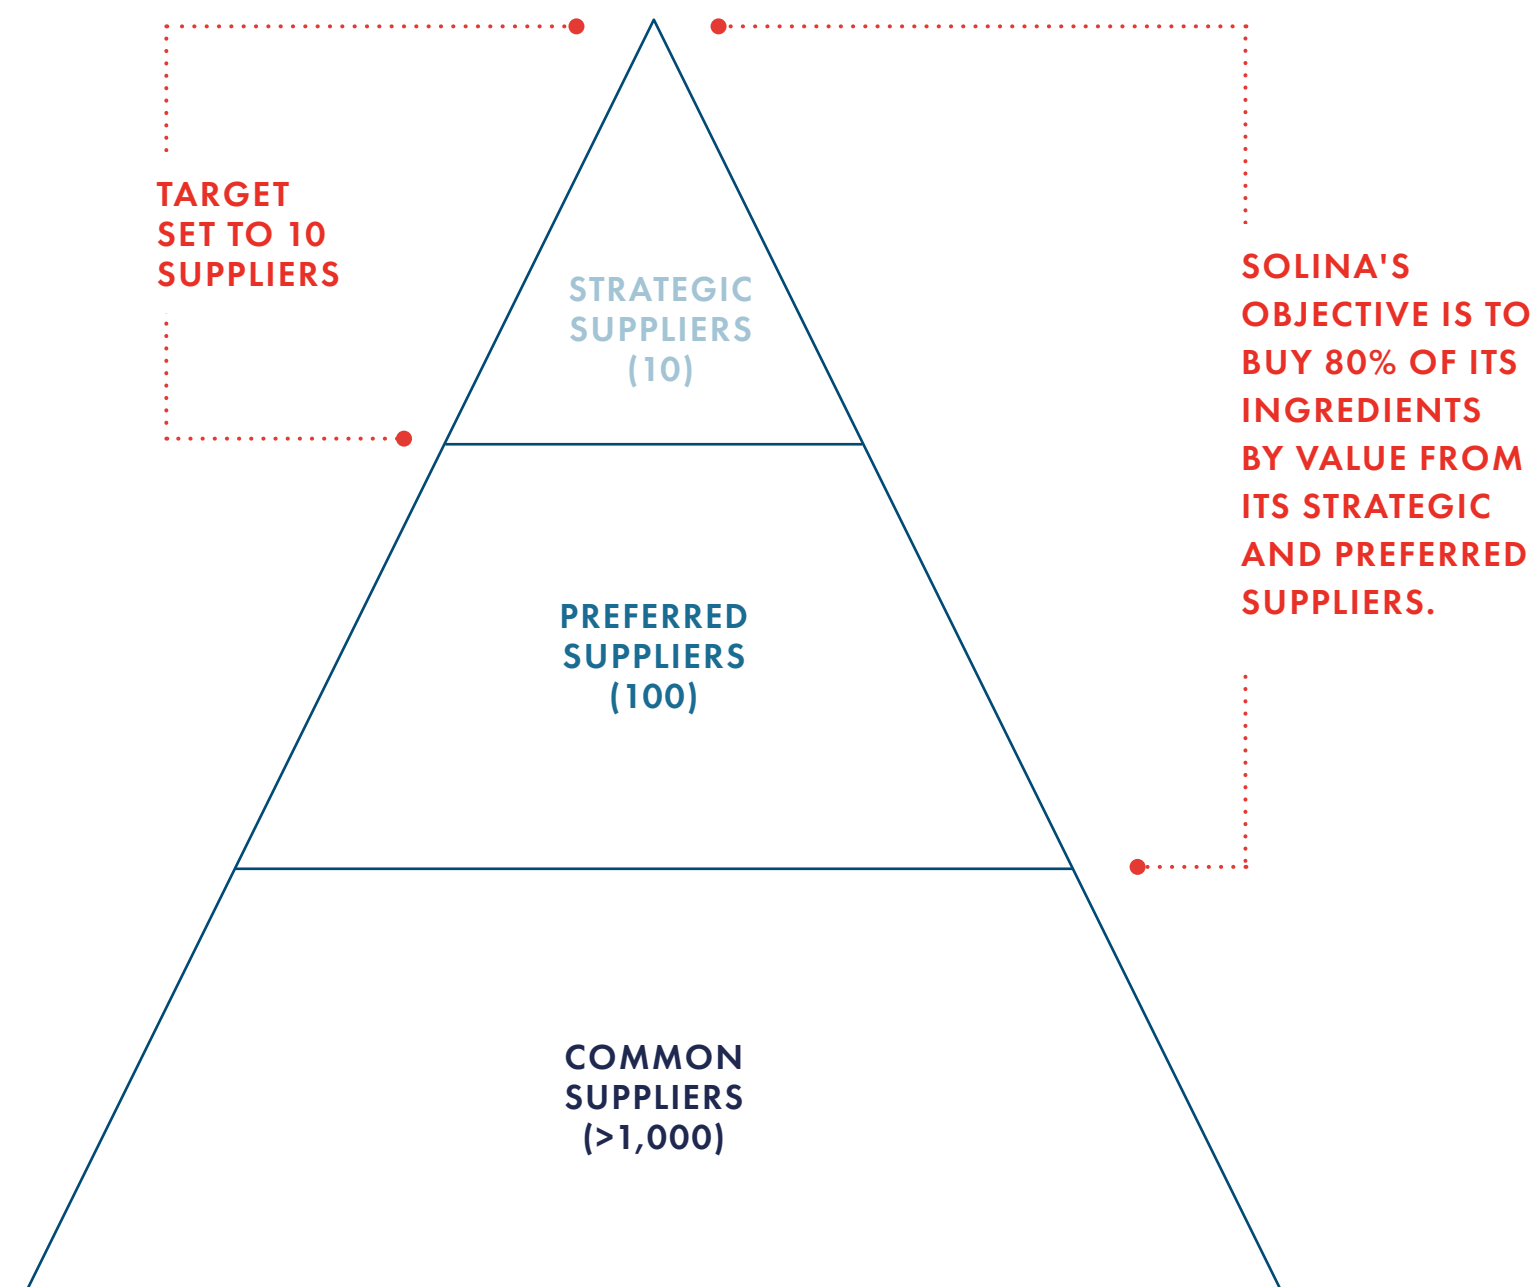 TARGET
SET TO 10
SUPPLIERS
STRATEGIC
SUPPLIERS
(10)
SOLINA'S
OBJECTIVE IS TO
BUY 80% OF ITS
INGREDIENTS
BY VALUE FROM
ITS STRATEGIC
AND PREFERRED
SUPPLIERS.
PREFERRED
SUPPLIERS
(100)
COMMON
SUPPLIERS
(>1,000)